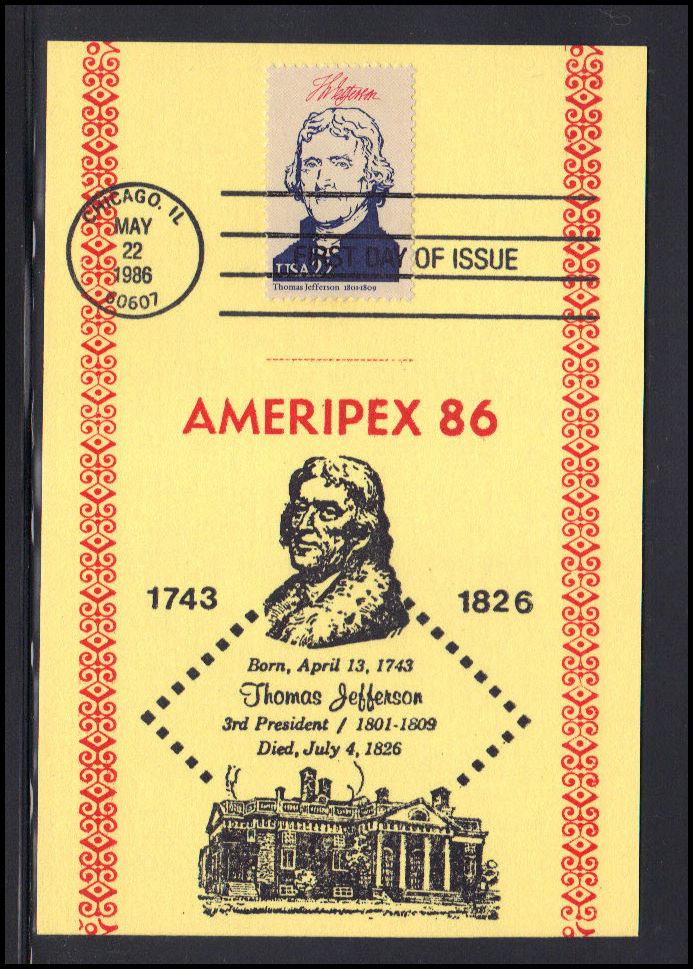 Th Jefferson
CHICAGO, IL
MAY
22
1986
60607
FIRST DAY OF ISSUE
USA 22
Thomas Jefferson 1801-1809
AMERIPEX 86
1743 1826
Born, April 13, 1743
Thomas Jefferson
3rd President / 1801-1809
Died, July 4, 1826